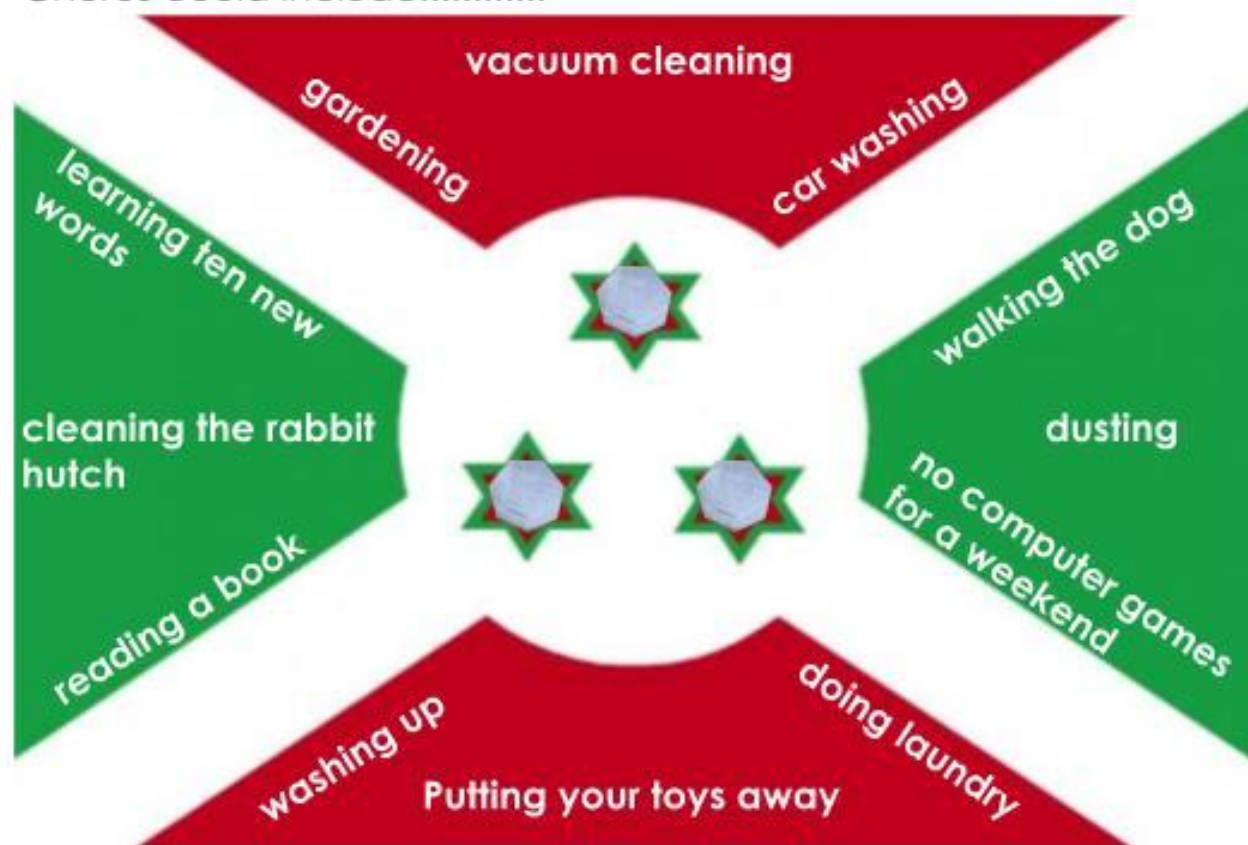 vacuum cleaning
gardening
car washing
learning ten new
words
walking the dog
cleaning the rabbit
hutch
dusting
reading a book
no computer games
for a weekend
washing up
Putting your toys away
doing laundry